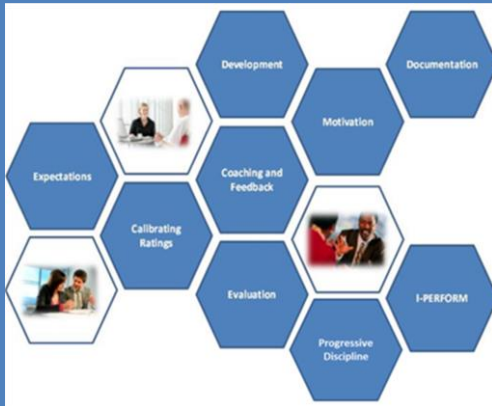 Development
Documentation
Motivation
Expectations
Coaching and
Feedback
Calibrating
Ratings
Evaluation
I-PERFORM
Progressive
Discipline